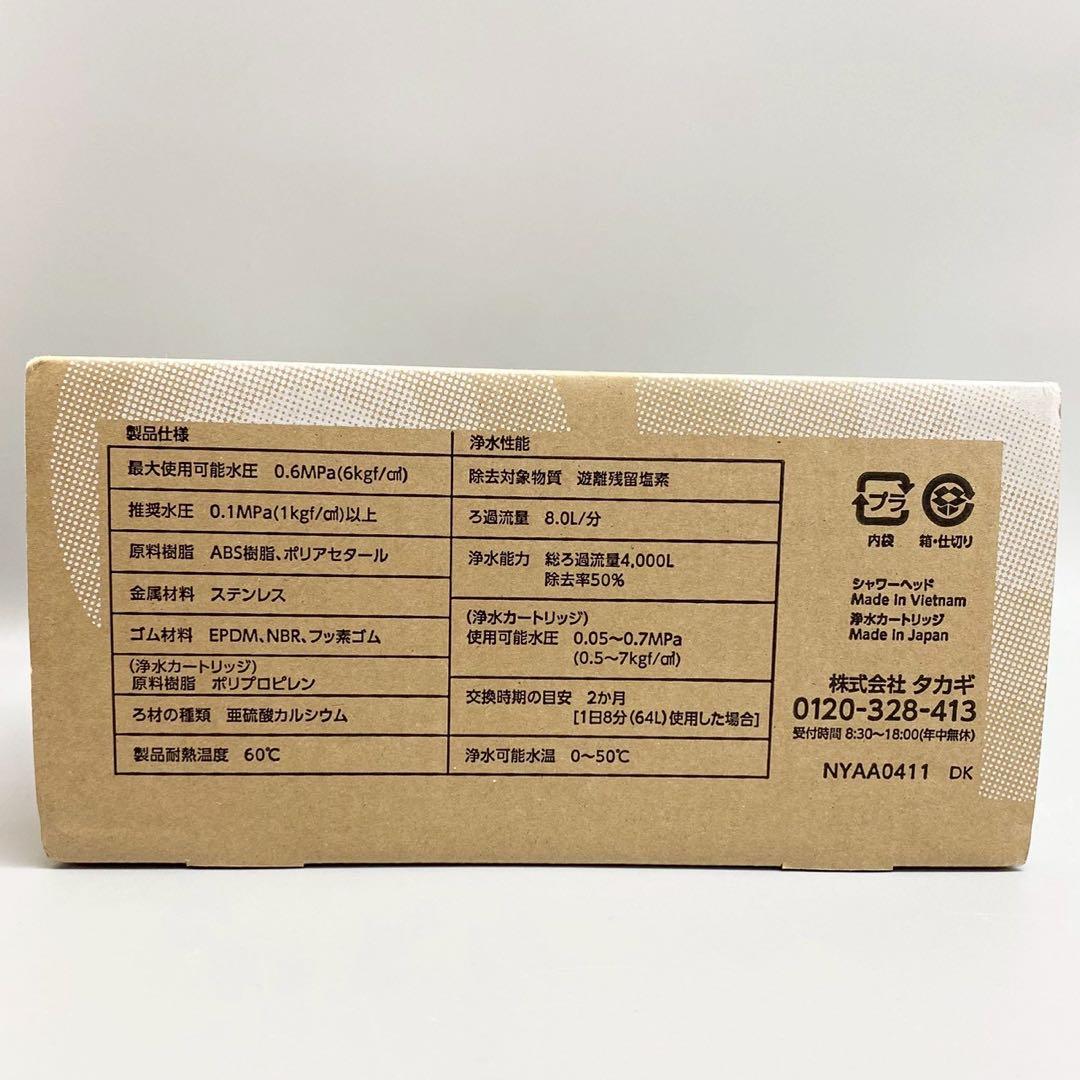 製品仕様
最大使用可能水圧 0.6MPa(6kgf/㎠)
推奨水圧 0.1MPa(1kgf/㎠)以上
原料樹脂 ABS樹脂、ポリアセタール
金属材料 ステンレス
ゴム材料 EPDM、NBR、フッ素ゴム
(浄水カートリッジ)
原料樹脂 ポリプロピレン
ろ材の種類 亜硫酸カルシウム
製品耐熱温度 60℃
浄水性能
除去対象物質 遊離残留塩素
ろ過流量 8.0L/分
浄水能力 総ろ過流量4,000L
除去率50%
(浄水カートリッジ)
使用可能水圧 0.05〜0.7MPa
(0.5〜7kgf/㎠)
交換時期の目安 2か月
[1日8分(64L)使用した場合]
浄水可能水温 0〜50℃
プラ
内袋 箱・仕切り
シャワーヘッド
Made in Vietnam
浄水カートリッジ
Made in Japan
株式会社 タカギ
0120-328-413
受付時間 8:30〜18:00(年中無休)
NYAA0411 DK